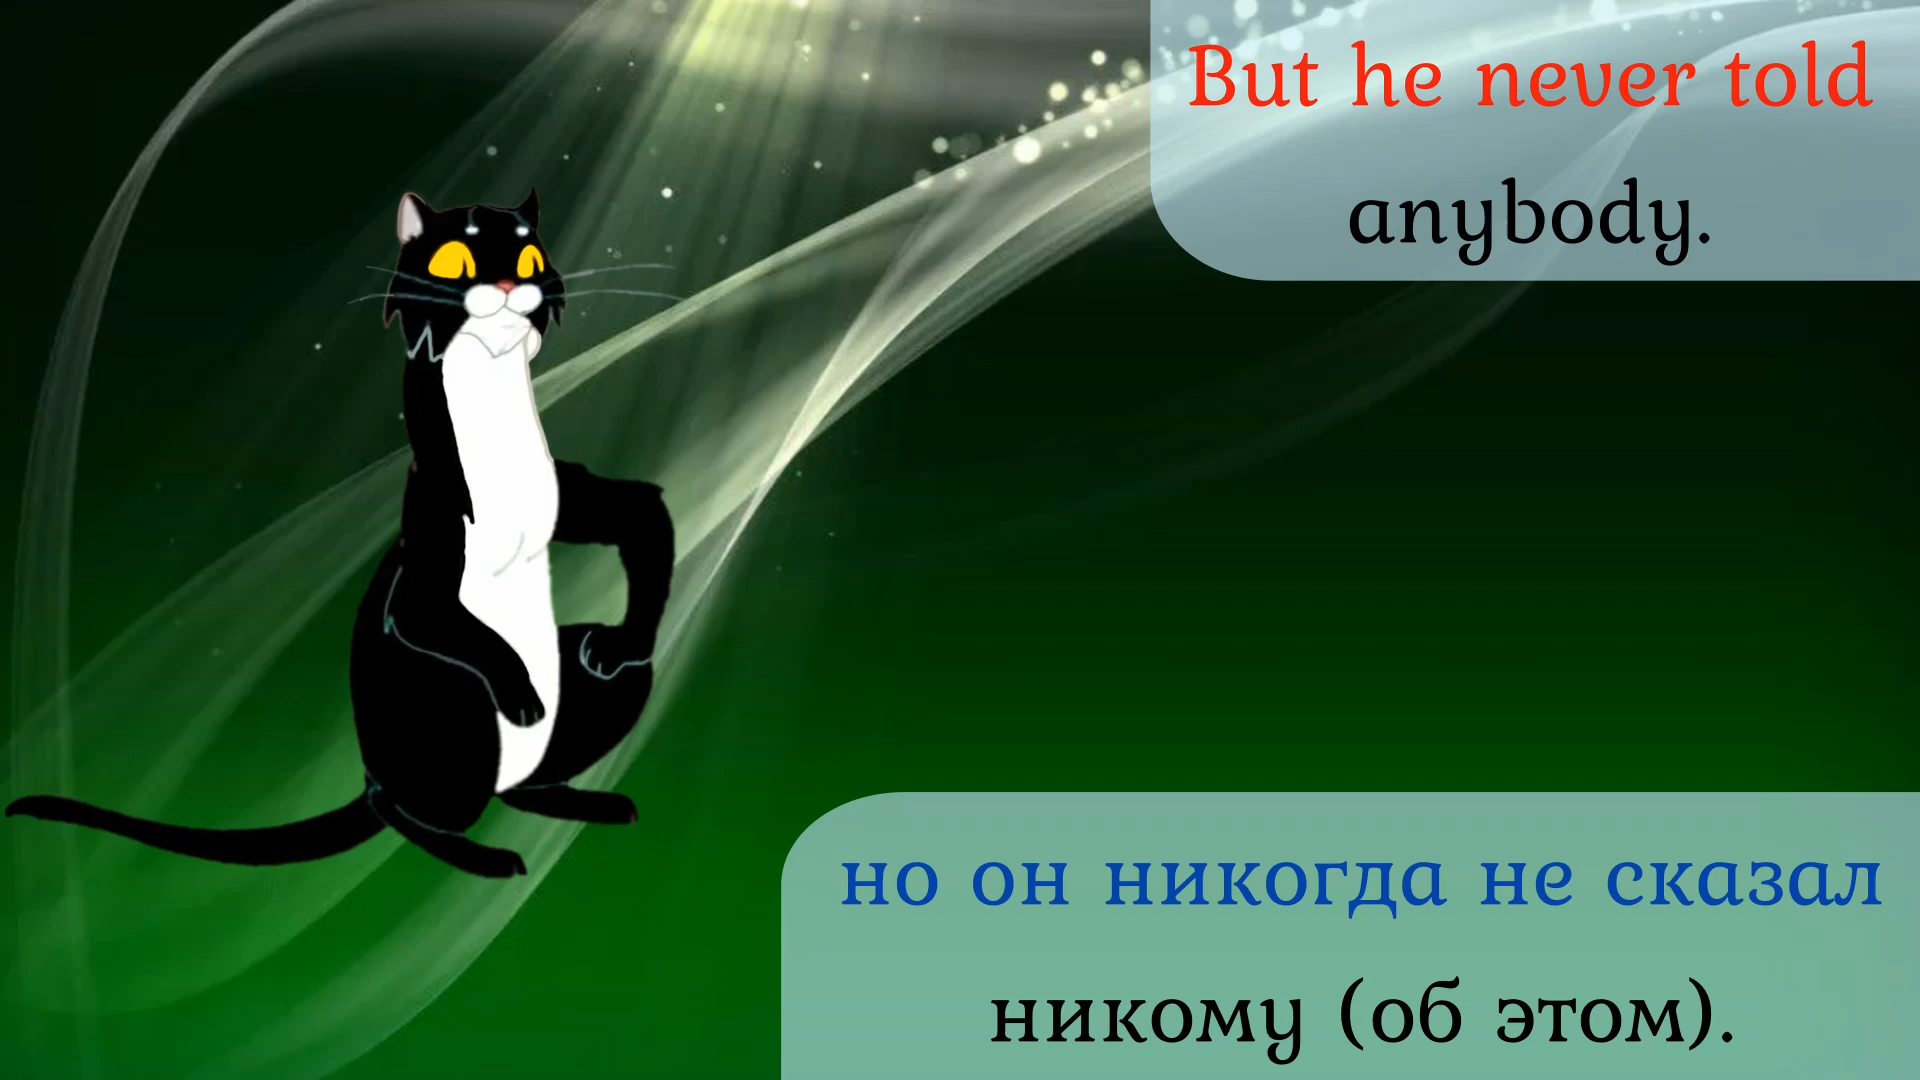 But he never told
anybody.
но он никогда не сказал
никому (об этом).